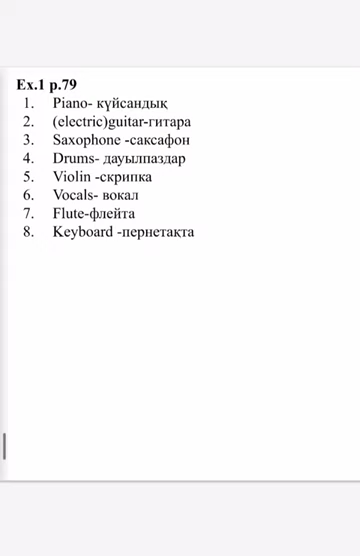 Ex.1 p.79
1. Piano- күйсандық
2. (electric)guitar-гитара
3. Saxophone -саксафон
4. Drums- дауылпаздар
5. Violin -скрипка
6. Vocals- вокал
7. Flute-флейта
8. Keyboard -пернетақта